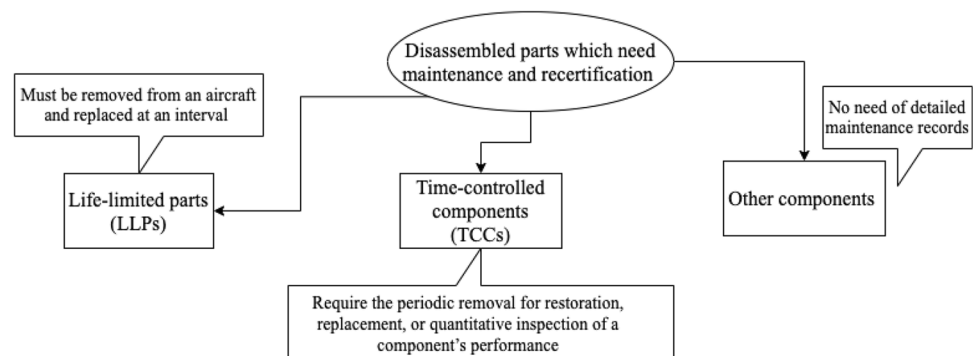 Disassembled parts which need
maintenance and recertification
Must be removed from an aircraft
and replaced at an interval
No need of detailed
maintenance records
Life-limited parts
(LLPs)
Time-controlled
components
(TCCs)
Other components
Require the periodic removal for restoration,
replacement, or quantitative inspection of a
component's performance